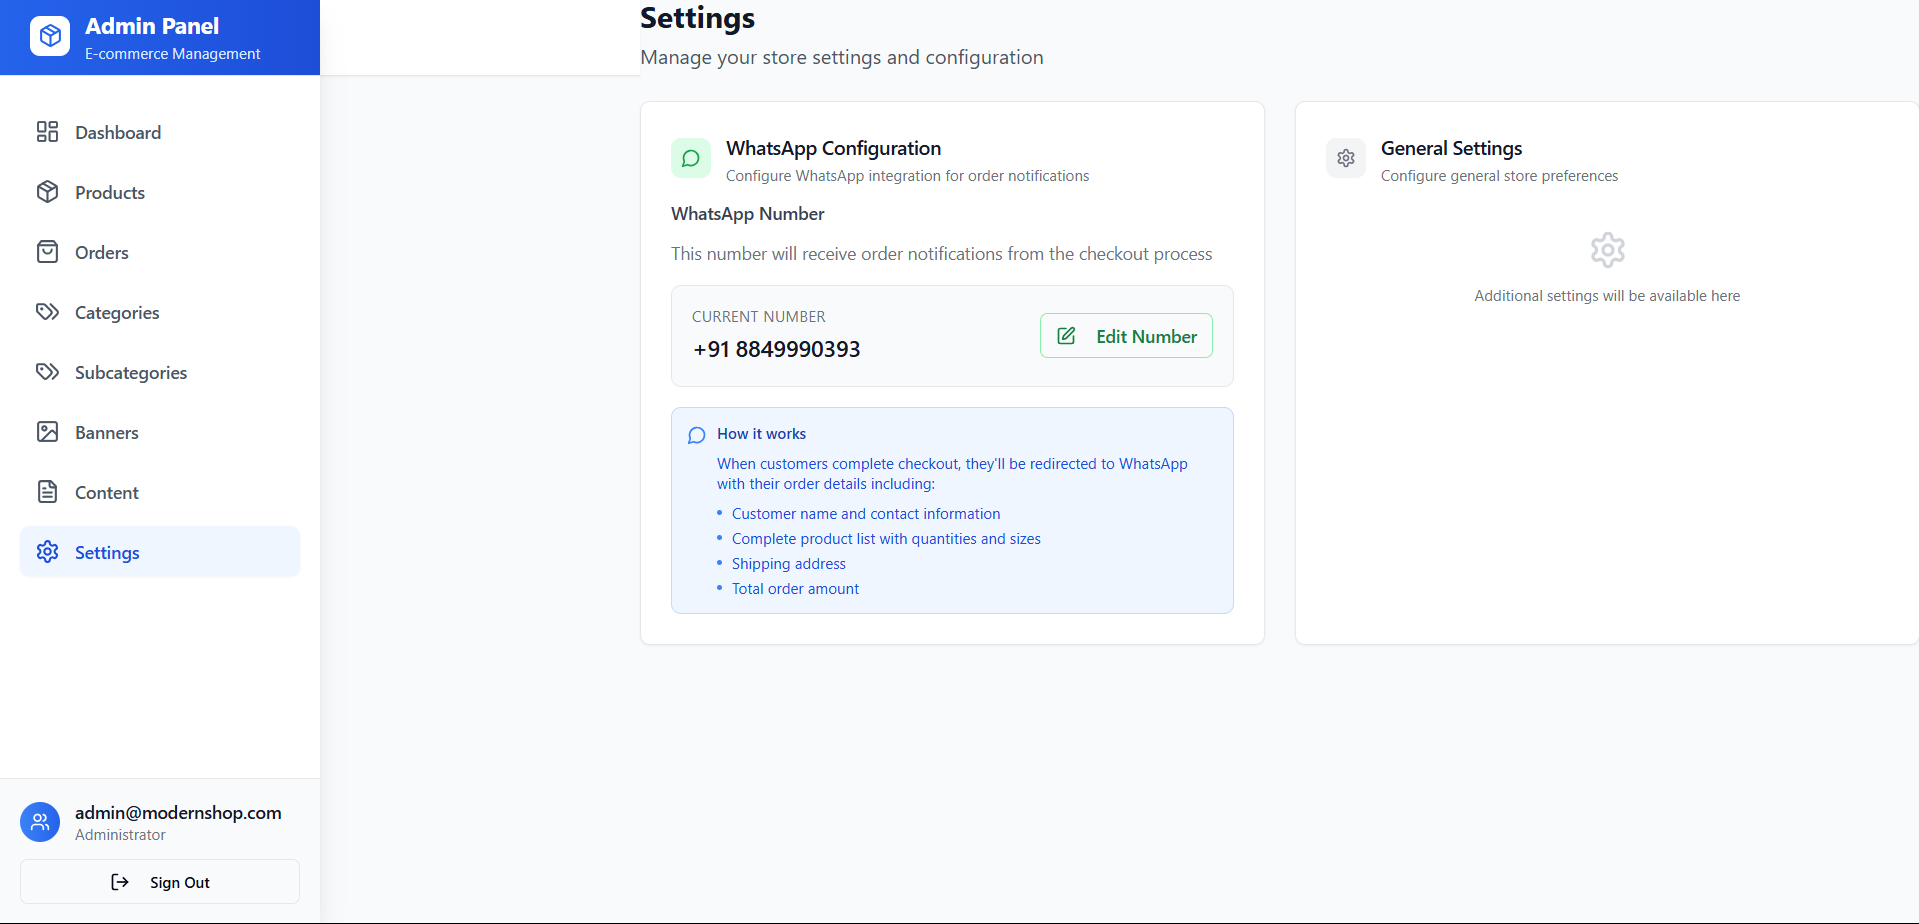 Admin Panel
E-commerce Management
Dashboard
Products
Orders
Categories
Subcategories
Banners
Content
Settings
admin@modernshop.com
Administrator
Sign Out
Settings
Manage your store settings and configuration
WhatsApp Configuration
Configure WhatsApp integration for order notifications
WhatsApp Number
This number will receive order notifications from the checkout process
CURRENT NUMBER
+91 8849990393
Edit Number
How it works
When customers complete checkout, they'll be redirected to WhatsApp
with their order details including:
• Customer name and contact information
• Complete product list with quantities and sizes
• Shipping address
• Total order amount
General Settings
Configure general store preferences
Additional settings will be available here